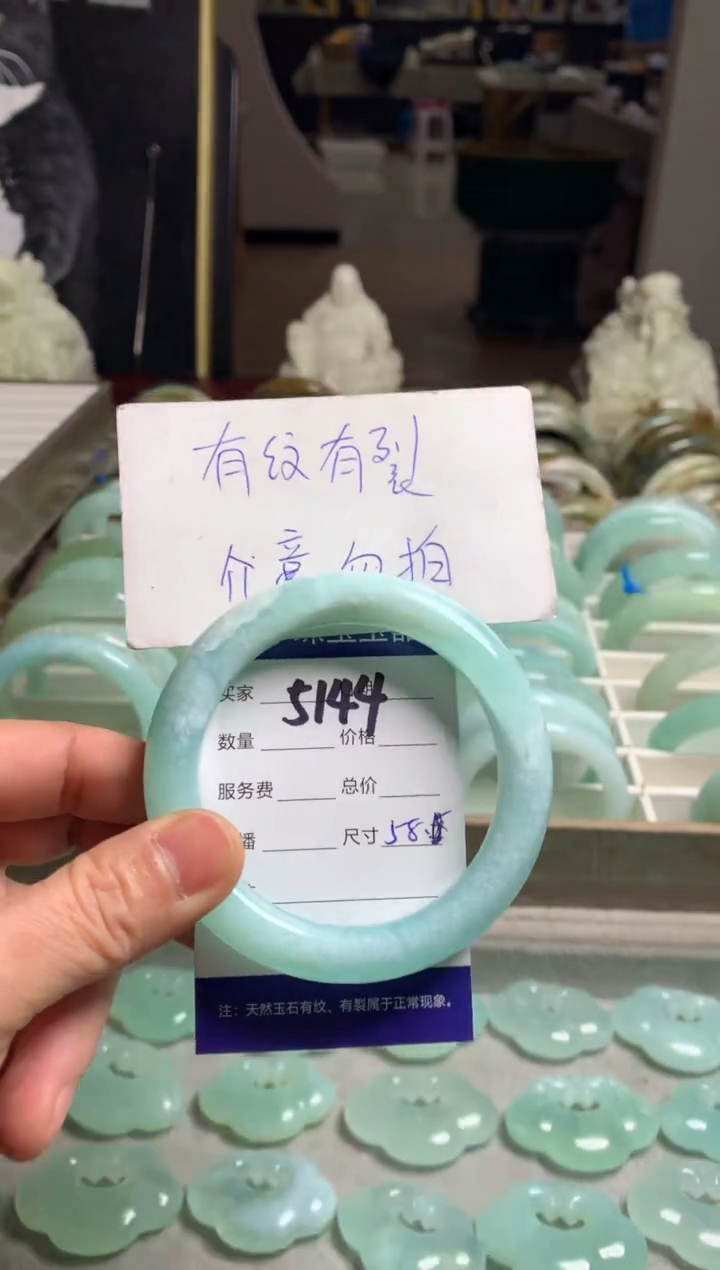 有纹有裂
介意勿拍
买家
5144
数量 价格
服务费 总价
播 尺寸 58.5
注：天然玉石有纹、有裂属于正常现象。